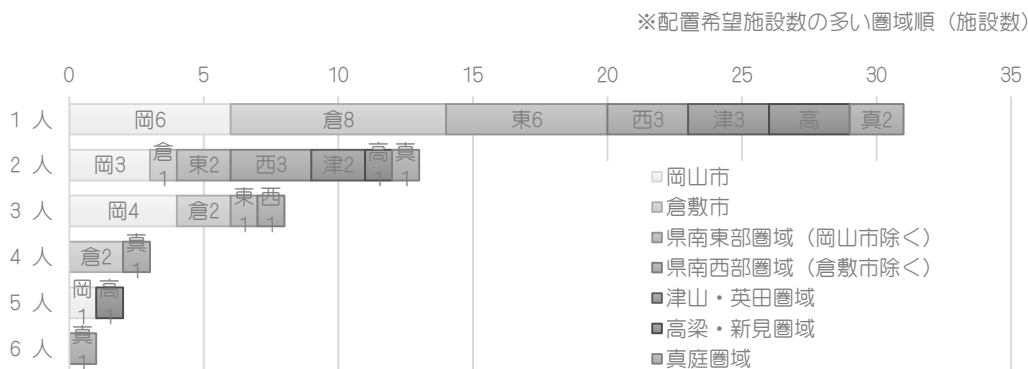 ※配置希望施設数の多い圏域順（施設数）
0 5 10 15 20 25 30 35
1 人 岡6 倉8 東6 西3 津3 高 真2
2 人 岡3 倉1 東2 西3 津2 高1 真1
3 人 岡4 倉2 東1 西1
4 人 倉2 真1
5 人 岡1 高1
6 人 真1
岡山市
倉敷市
県南東部圏域（岡山市除く）
県南西部圏域（倉敷市除く）
津山・英田圏域
高梁・新見圏域
真庭圏域